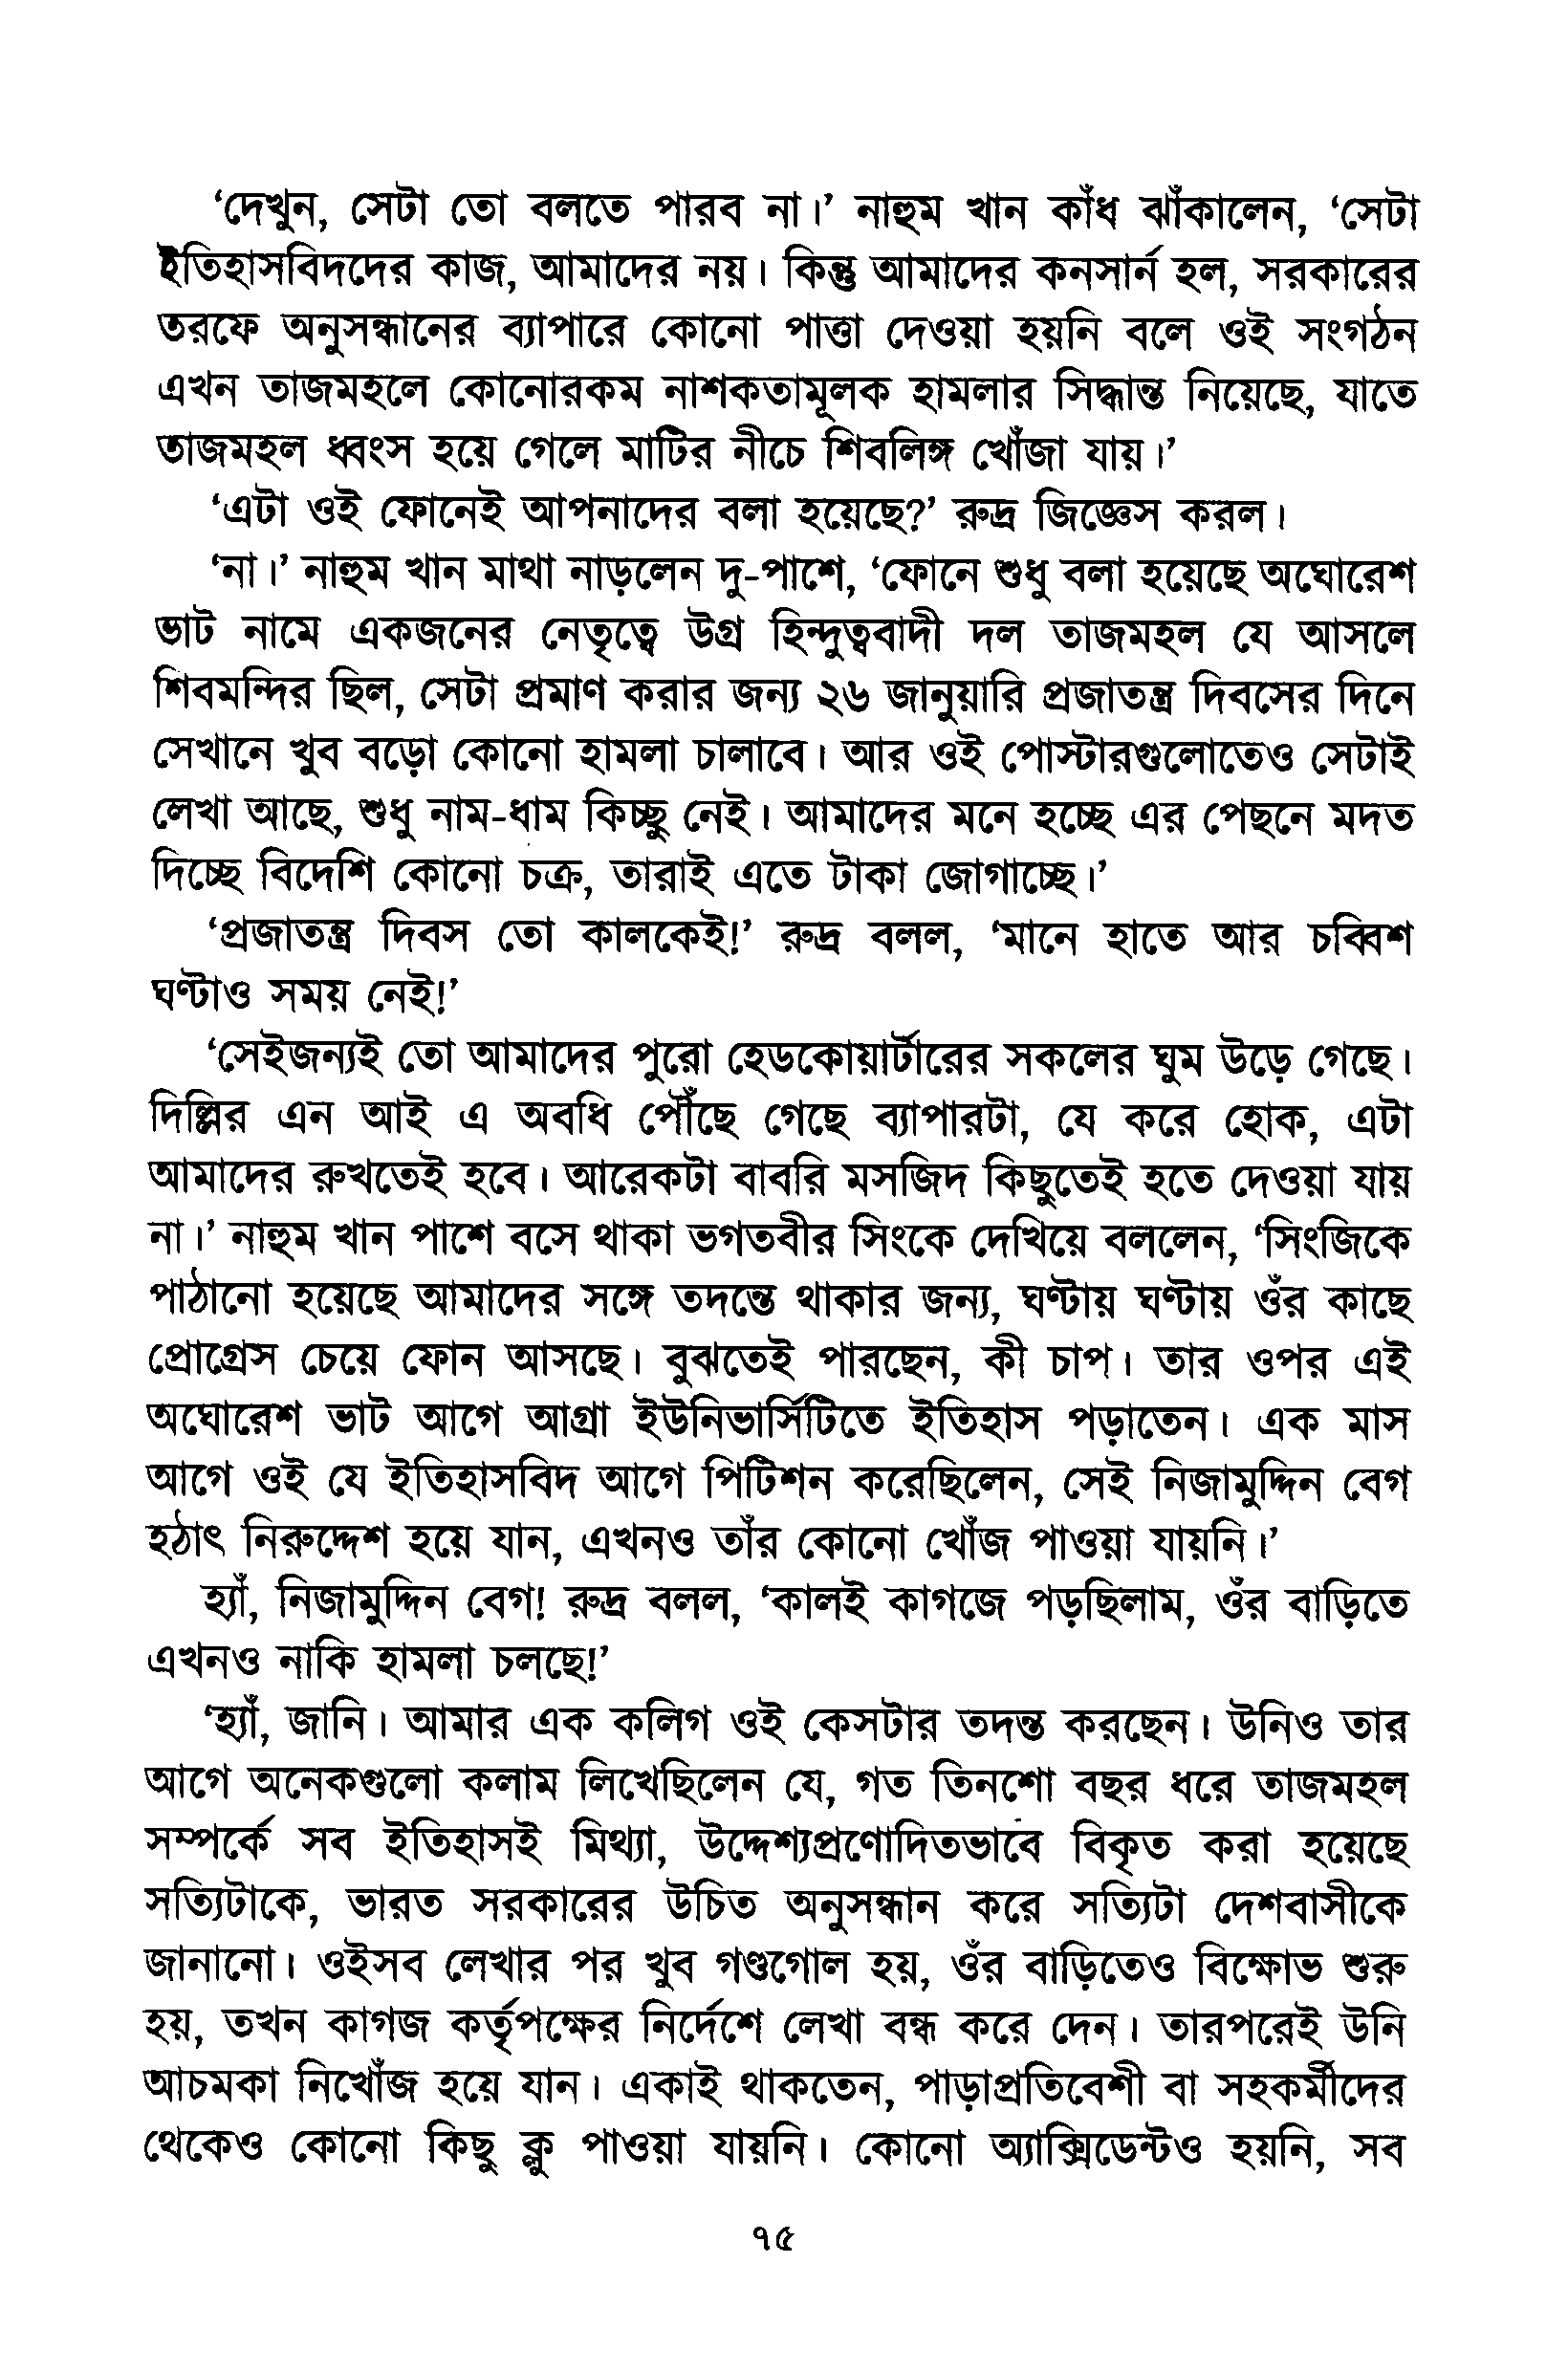 ‘দেখুন, সেটা তো বলতে পারব না।’ নাহুম খান কাঁধ ঝাঁকালেন, ‘সেটা
ইতিহাসবিদদের কাজ, আমাদের নয়। কিন্তু আমাদের কনসার্ন হল, সরকারের
তরফে অনুসন্ধানের ব্যাপারে কোনো পাত্তা দেওয়া হয়নি বলে ওই সংগঠন
এখন তাজমহলে কোনোরকম নাশকতামূলক হামলার সিদ্ধান্ত নিয়েছে, যাতে
তাজমহল ধ্বংস হয়ে গেলে মাটির নীচে শিবলিঙ্গ খোঁজা যায়।’
‘এটা ওই ফোনেই আপনাদের বলা হয়েছে?’ রুদ্র জিজ্ঞেস করল।
‘না।’ নাহুম খান মাথা নাড়লেন দু-পাশে, ‘ফোনে শুধু বলা হয়েছে অঘোরেশ
ভাট নামে একজনের নেতৃত্বে উগ্র হিন্দুত্ববাদী দল তাজমহল যে আসলে
শিবমন্দির ছিল, সেটা প্রমাণ করার জন্য ২৬ জানুয়ারি প্রজাতন্ত্র দিবসের দিনে
সেখানে খুব বড়ো কোনো হামলা চালাবে। আর ওই পোস্টারগুলোতেও সেটাই
লেখা আছে, শুধু নাম-ধাম কিচ্ছু নেই। আমাদের মনে হচ্ছে এর পেছনে মদত
দিচ্ছে বিদেশি কোনো চক্র, তারাই এতে টাকা জোগাচ্ছে।’
‘প্রজাতন্ত্র দিবস তো কালকেই!’ রুদ্র বলল, ‘মানে হাতে আর চব্বিশ
ঘণ্টাও সময় নেই!’
‘সেইজন্যই তো আমাদের পুরো হেডকোয়ার্টারের সকলের ঘুম উড়ে গেছে।
দিল্লির এন আই এ অবধি পৌঁছে গেছে ব্যাপারটা, যে করে হোক, এটা
আমাদের রুখতেই হবে। আরেকটা বাবরি মসজিদ কিছুতেই হতে দেওয়া যায়
না।’ নাহুম খান পাশে বসে থাকা ভগতবীর সিংকে দেখিয়ে বললেন, ‘সিংজিকে
পাঠানো হয়েছে আমাদের সঙ্গে তদন্তে থাকার জন্য, ঘণ্টায় ঘণ্টায় ওঁর কাছে
প্রোগ্রেস চেয়ে ফোন আসছে। বুঝতেই পারছেন, কী চাপ। তার ওপর এই
অঘোরেশ ভাট আগে আগ্রা ইউনিভার্সিটিতে ইতিহাস পড়াতেন। এক মাস
আগে ওই যে ইতিহাসবিদ আগে পিটিশন করেছিলেন, সেই নিজামুদ্দিন বেগ
হঠাৎ নিরুদ্দেশ হয়ে যান, এখনও তাঁর কোনো খোঁজ পাওয়া যায়নি।’
হ্যাঁ, নিজামুদ্দিন বেগ! রুদ্র বলল, ‘কালই কাগজে পড়ছিলাম, ওঁর বাড়িতে
এখনও নাকি হামলা চলছে!’
‘হ্যাঁ, জানি। আমার এক কলিগ ওই কেসটার তদন্ত করছেন। উনিও তার
আগে অনেকগুলো কলাম লিখেছিলেন যে, গত তিনশো বছর ধরে তাজমহল
সম্পর্কে সব ইতিহাসই মিথ্যা, উদ্দেশ্যপ্রণোদিতভাবে বিকৃত করা হয়েছে
সত্যিটাকে, ভারত সরকারের উচিত অনুসন্ধান করে সত্যিটা দেশবাসীকে
জানানো। ওইসব লেখার পর খুব গণ্ডগোল হয়, ওঁর বাড়িতেও বিক্ষোভ শুরু
হয়, তখন কাগজ কর্তৃপক্ষের নির্দেশে লেখা বন্ধ করে দেন। তারপরেই উনি
আচমকা নিখোঁজ হয়ে যান। একাই থাকতেন, পাড়াপ্রতিবেশী বা সহকর্মীদের
থেকেও কোনো কিছু ক্লু পাওয়া যায়নি। কোনো অ্যাক্সিডেন্টও হয়নি, সব
৭৫